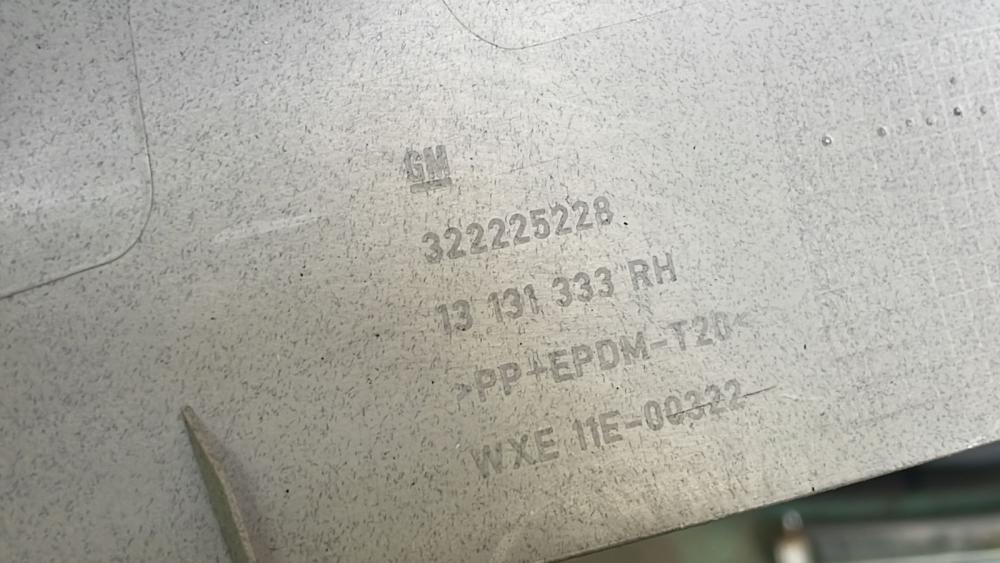 GM
322225228
13 131 333 RH
>PP+EPDM-T20<
WXE 11E-00322